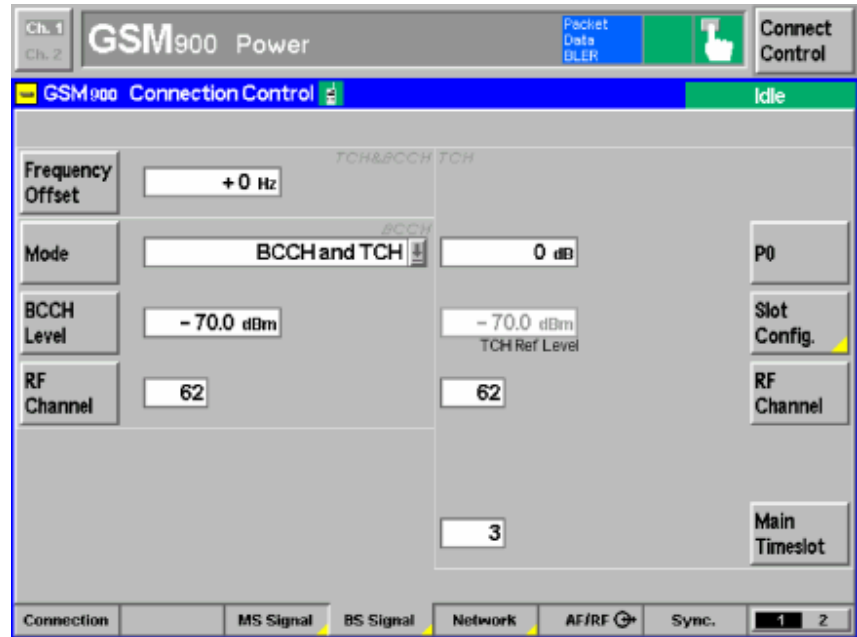 Ch. 1
Ch. 2
GSM900 Power
Packet
Data
BLER
Connect
Control
GSM900 Connection Control
Idle
TCH&BCCH TCH
Frequency
Offset
+0 Hz
BCCH
Mode
BCCH and TCH
0 dB
P0
BCCH
Level
-70.0 dBm
-70.0 dBm
TCH Ref Level
Slot
Config.
RF
Channel
62
62
RF
Channel
3
Main
Timeslot
Connection MS Signal BS Signal Network AF/RF Sync. 1 2